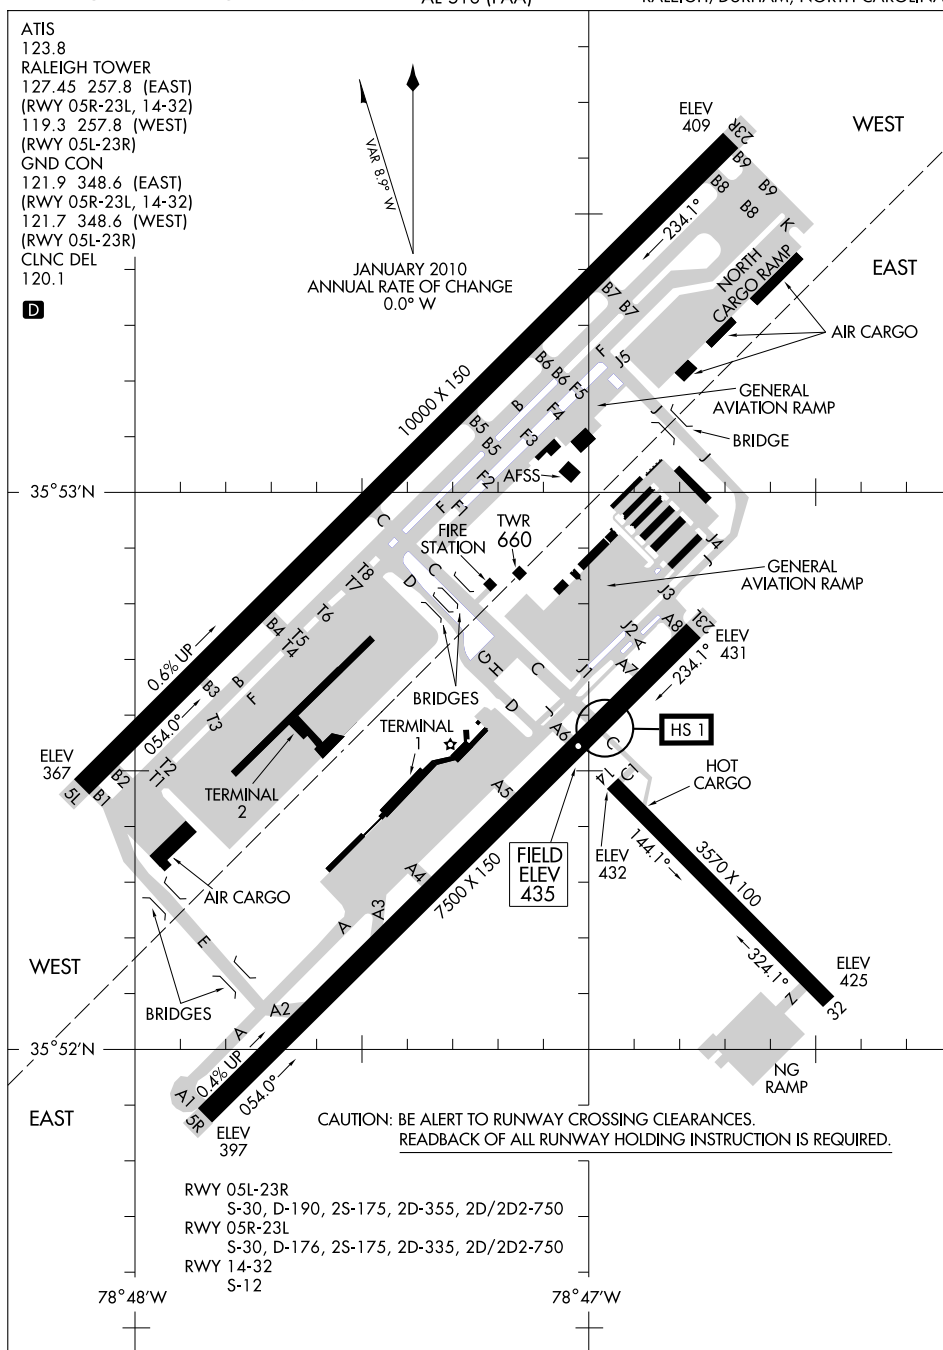 AL-516 (FAA)
RALEIGH/DURHAM, NORTH CAROLINA
ATIS
123.8
RALEIGH TOWER
127.45 257.8 (EAST)
(RWY 05R-23L, 14-32)
119.3 257.8 (WEST)
(RWY 05L-23R)
GND CON
121.9 348.6 (EAST)
(RWY 05R-23L, 14-32)
121.7 348.6 (WEST)
(RWY 05L-23R)
CLNC DEL
120.1
D
VAR 8.9° W
JANUARY 2010
ANNUAL RATE OF CHANGE
0.0° W
ELEV
409
23R
WEST
EAST
B9
B9
B8
B8
K
234.1°
NORTH
CARGO RAMP
AIR CARGO
B7
B7
F
J5
B6
B6
F5
B
F4
B5
B5
F3
F2
F
F1
10000 X 150
GENERAL
AVIATION RAMP
J
BRIDGE
J
AFSS
35°53'N
C
FIRE
STATION
TWR
660
C
D
J4
J
J3
GENERAL
AVIATION RAMP
T8
T7
T6
T5
T4
B4
B3
B
F
T3
T2
T1
B2
B1
0.6% UP
054.0°
ELEV
367
5L
G
H
C
D
J1
J2
A
A8
A7
23L
ELEV
431
234.1°
BRIDGES
TERMINAL
1
TERMINAL
2
J
A6
HS 1
C
C1
14
HOT
CARGO
A5
A4
A3
A
7500 X 150
FIELD
ELEV
435
ELEV
432
144.1°
3570 X 100
324.1°
ELEV
425
32
Z
NG
RAMP
AIR CARGO
E
WEST
BRIDGES
A2
A
35°52'N
0.4% UP
054.0°
A1
5R
EAST
ELEV
397
CAUTION: BE ALERT TO RUNWAY CROSSING CLEARANCES.
READBACK OF ALL RUNWAY HOLDING INSTRUCTION IS REQUIRED.
RWY 05L-23R
S-30, D-190, 2S-175, 2D-355, 2D/2D2-750
RWY 05R-23L
S-30, D-176, 2S-175, 2D-335, 2D/2D2-750
RWY 14-32
S-12
78°48'W
78°47'W